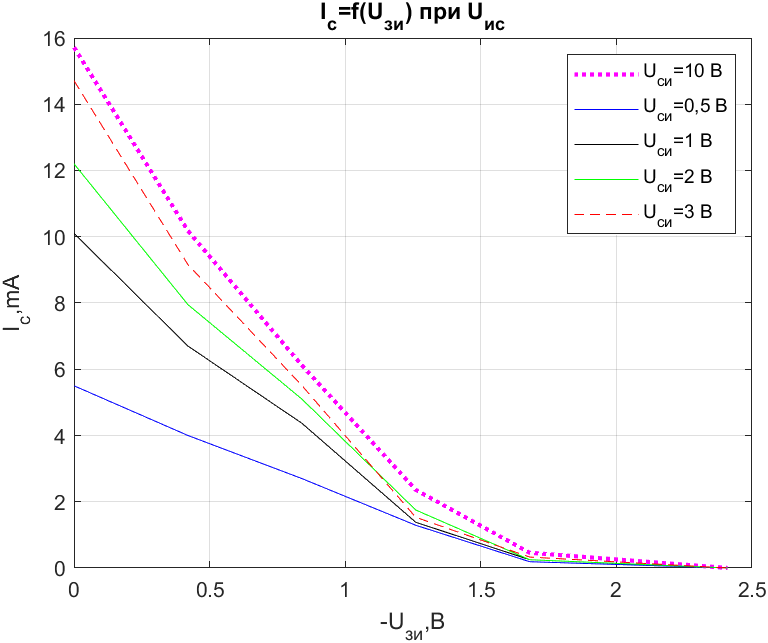 Iс=f(Uзи) при Uис
16
14
12
10
8
6
4
2
0
Iс,mA
0
0.5
1
1.5
2
2.5
-Uзи,В
Uси=10 В
Uси=0,5 В
Uси=1 В
Uси=2 В
Uси=3 В